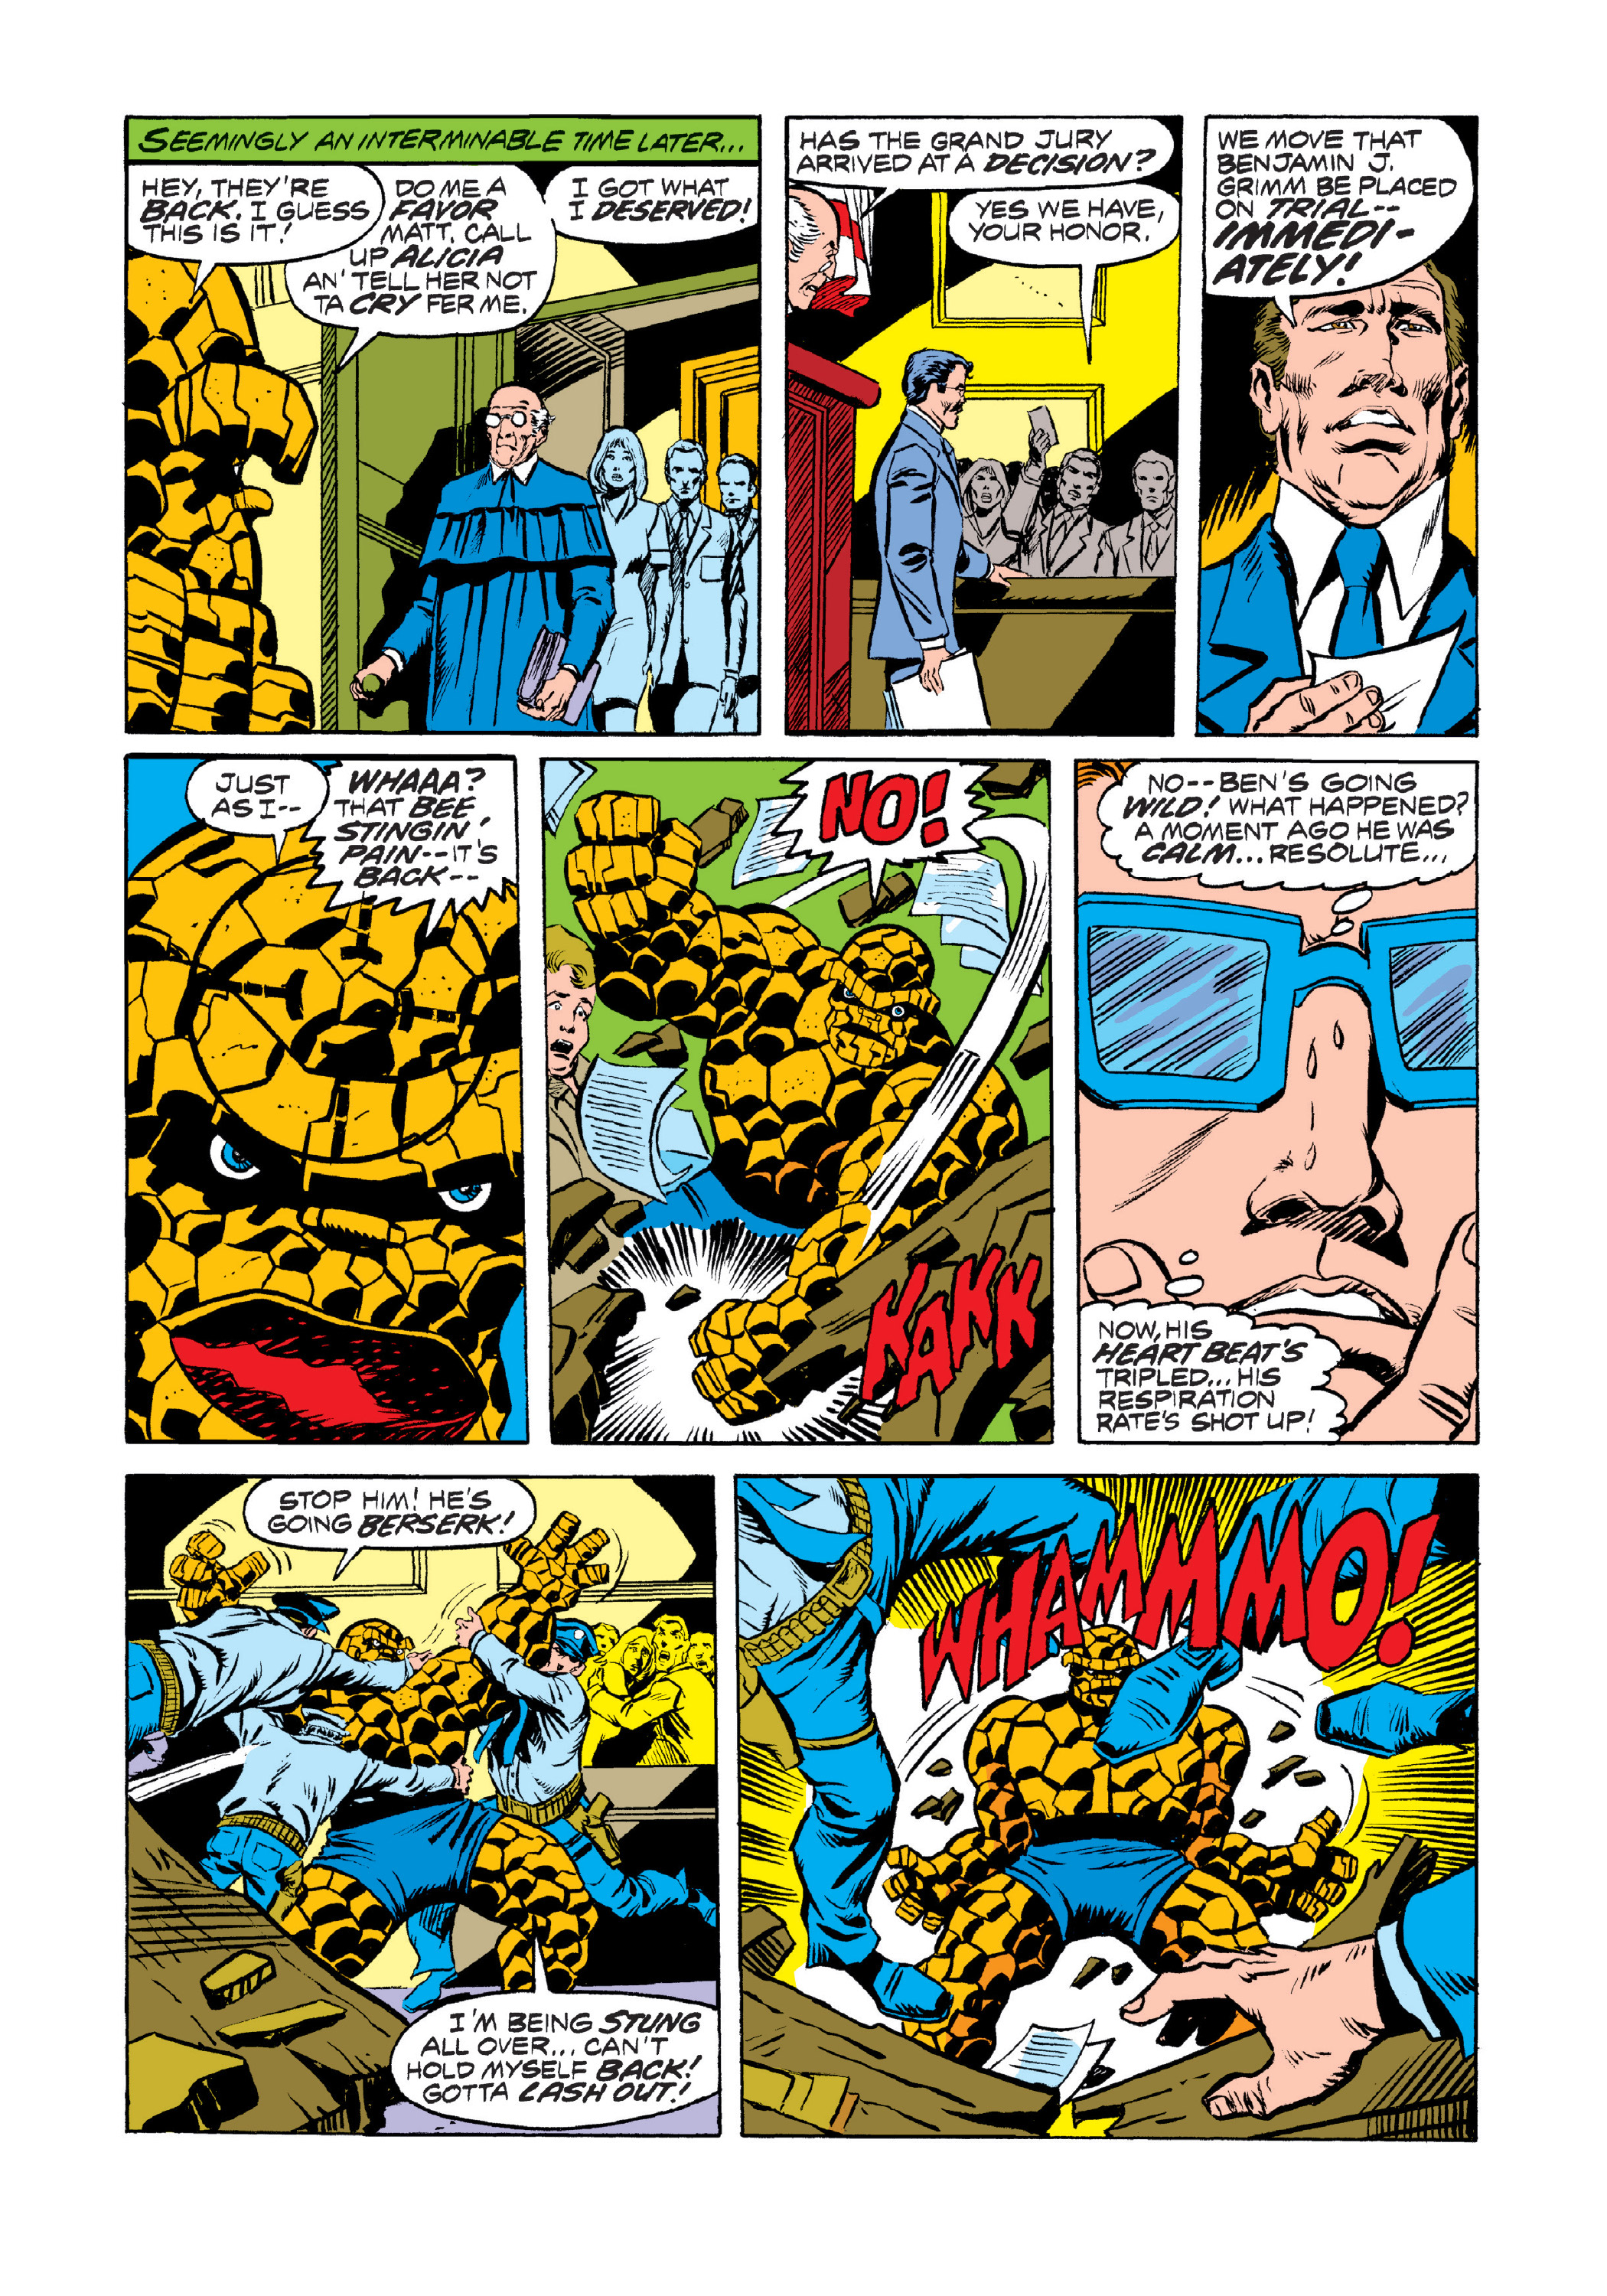 SEEMINGLY AN INTERMINABLE TIME LATER...
HEY, THEY'RE
BACK. I GUESS
THIS IS IT!
DO ME A
FAVOR
MATT. CALL
UP ALICIA
AN' TELL HER NOT
TA CRY FER ME.
I GOT WHAT
I DESERVED!
HAS THE GRAND JURY
ARRIVED AT A DECISION?
YES WE HAVE,
YOUR HONOR.
WE MOVE THAT
BENJAMIN J.
GRIMM BE PLACED
ON TRIAL--
IMMEDI-
ATELY!
JUST
AS I--
WHAAA?
THAT BEE
STINGIN'
PAIN--IT'S
BACK--
NO!
KAKK
NO--BEN'S GOING
WILD! WHAT HAPPENED?
A MOMENT AGO HE WAS
CALM...RESOLUTE...
NOW, HIS
HEART BEAT'S
TRIPLED... HIS
RESPIRATION
RATE'S SHOT UP!
STOP HIM! HE'S
GOING BERSERK!
I'M BEING STUNG
ALL OVER... CAN'T
HOLD MYSELF BACK!
GOTTA LASH OUT!
WHAMMMMO!